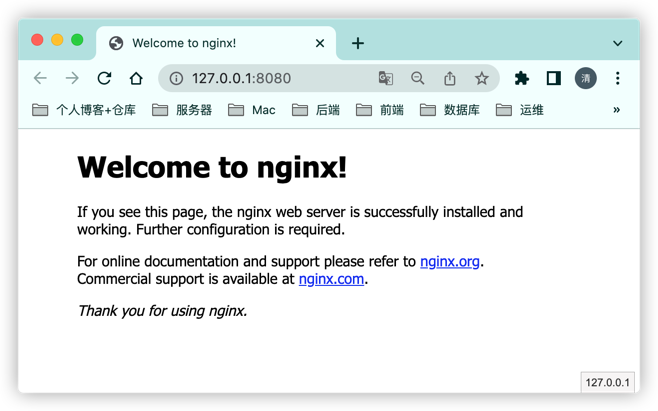 Welcome to nginx!
127.0.0.1:8080
清
个人博客+仓库 服务器 Mac 后端 前端 数据库 运维 »
Welcome to nginx!
If you see this page, the nginx web server is successfully installed and
working. Further configuration is required.
For online documentation and support please refer to nginx.org.
Commercial support is available at nginx.com.
Thank you for using nginx.
127.0.0.1